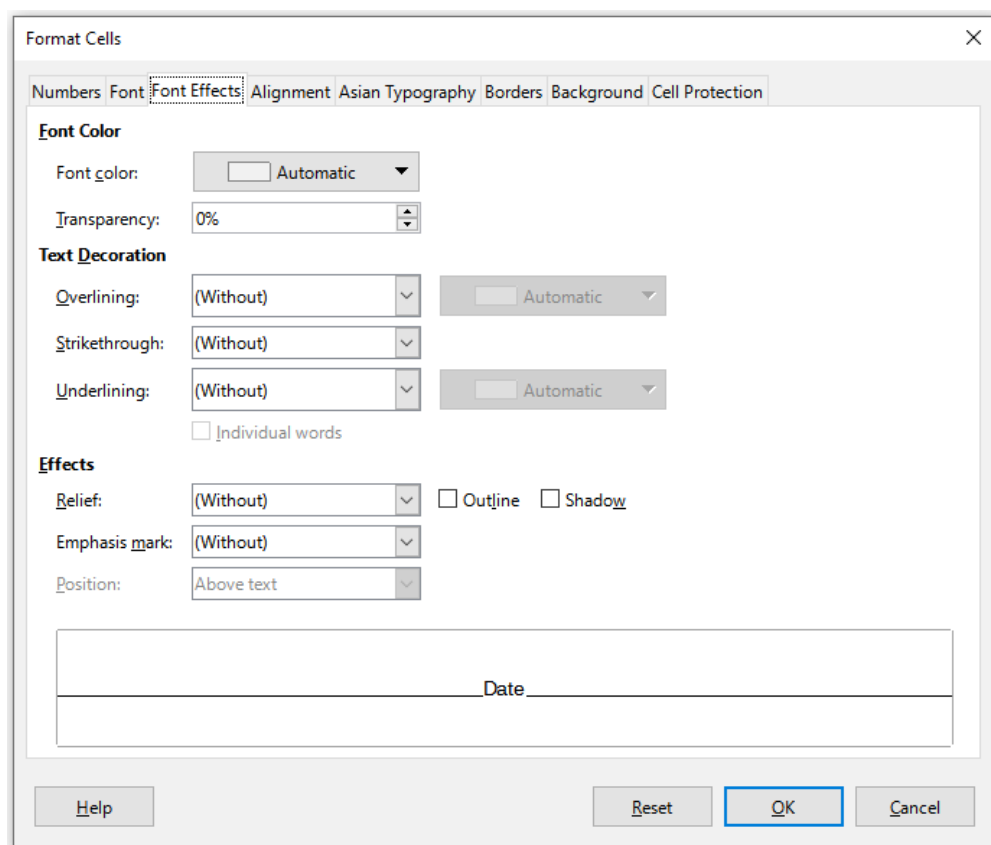 Format Cells
Numbers Font Font Effects Alignment Asian Typography Borders Background Cell Protection
Font Color
Font color: Automatic
Transparency: 0%
Text Decoration
Overlining: (Without) Automatic
Strikethrough: (Without)
Underlining: (Without) Automatic
Individual words
Effects
Relief: (Without) Outline Shadow
Emphasis mark: (Without)
Position: Above text
Date
Help Reset OK Cancel